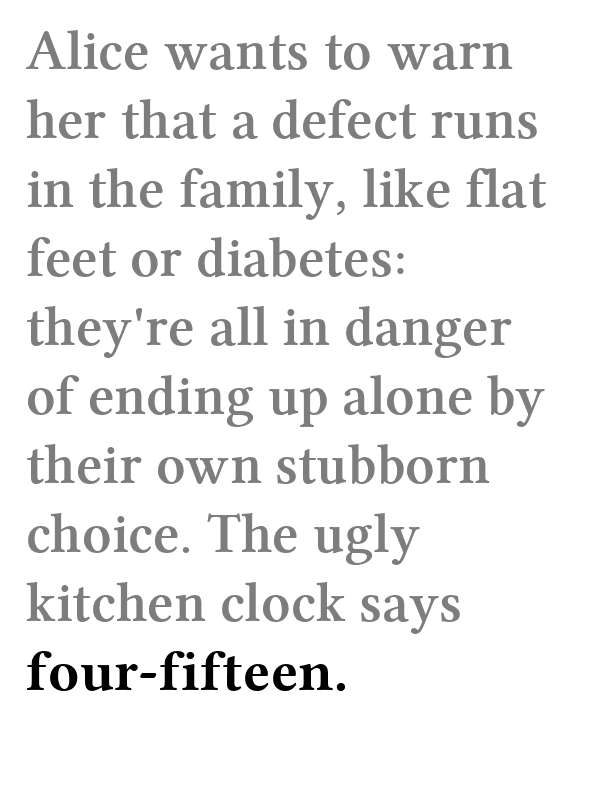 Alice wants to warn
her that a defect runs
in the family, like flat
feet or diabetes:
they're all in danger
of ending up alone by
their own stubborn
choice. The ugly
kitchen clock says
four-fifteen.